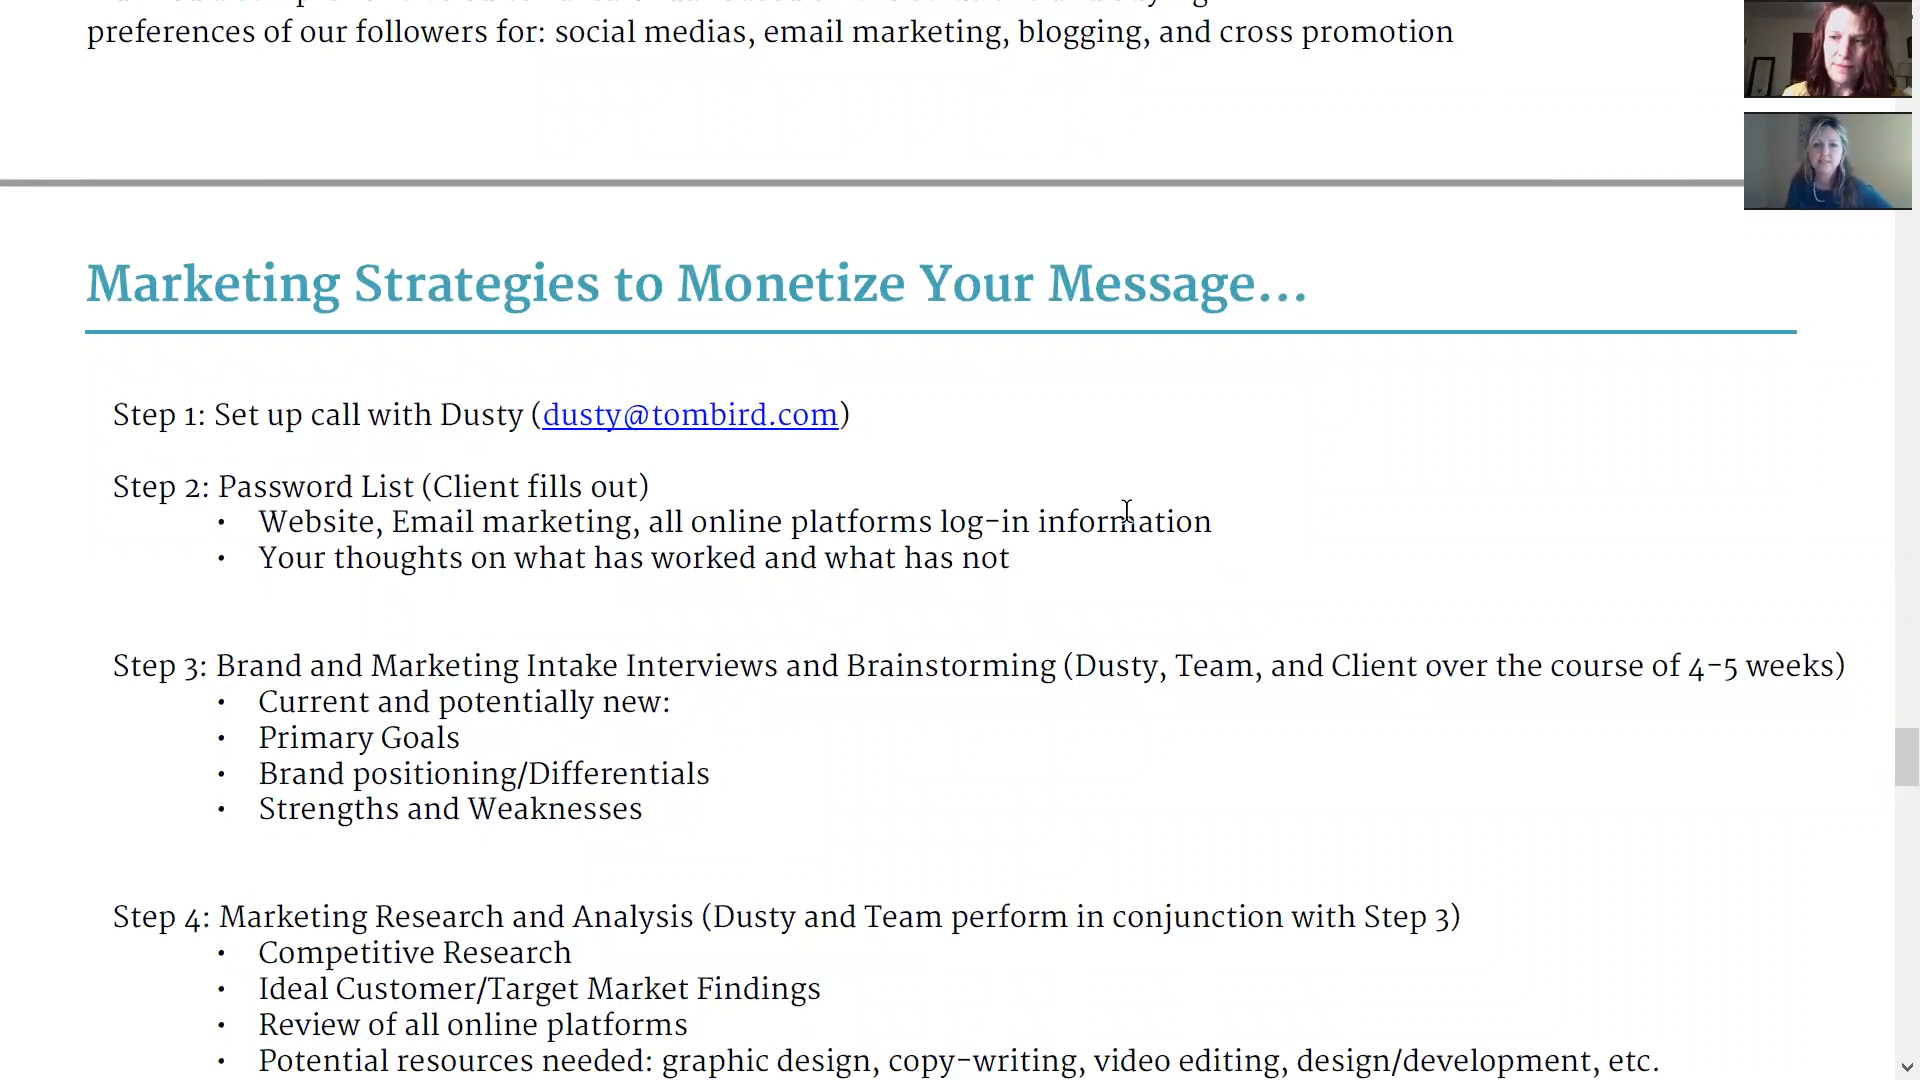 preferences of our followers for: social medias, email marketing, blogging, and cross promotion
Marketing Strategies to Monetize Your Message...
Step 1: Set up call with Dusty (dusty@tombird.com)
Step 2: Password List (Client fills out)
• Website, Email marketing, all online platforms log-in information
• Your thoughts on what has worked and what has not
Step 3: Brand and Marketing Intake Interviews and Brainstorming (Dusty, Team, and Client over the course of 4-5 weeks)
• Current and potentially new:
• Primary Goals
• Brand positioning/Differentials
• Strengths and Weaknesses
Step 4: Marketing Research and Analysis (Dusty and Team perform in conjunction with Step 3)
• Competitive Research
• Ideal Customer/Target Market Findings
• Review of all online platforms
• Potential resources needed: graphic design, copy-writing, video editing, design/development, etc.